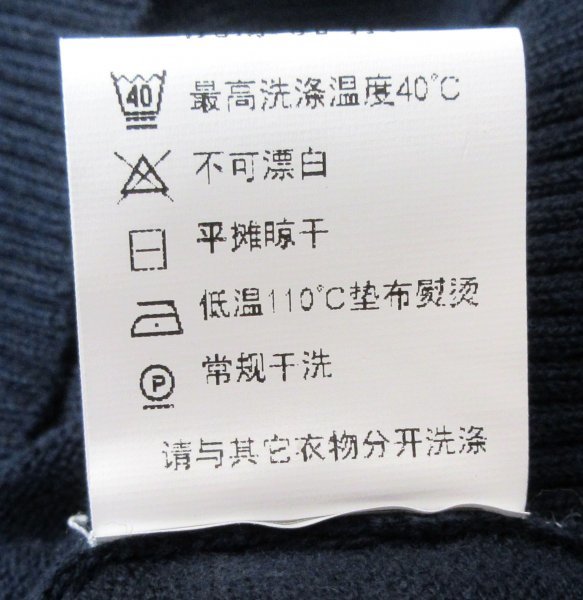 40 最高洗涤温度40℃
不可漂白
平摊晾干
低温110℃垫布熨烫
P 常规干洗
请与其它衣物分开洗涤